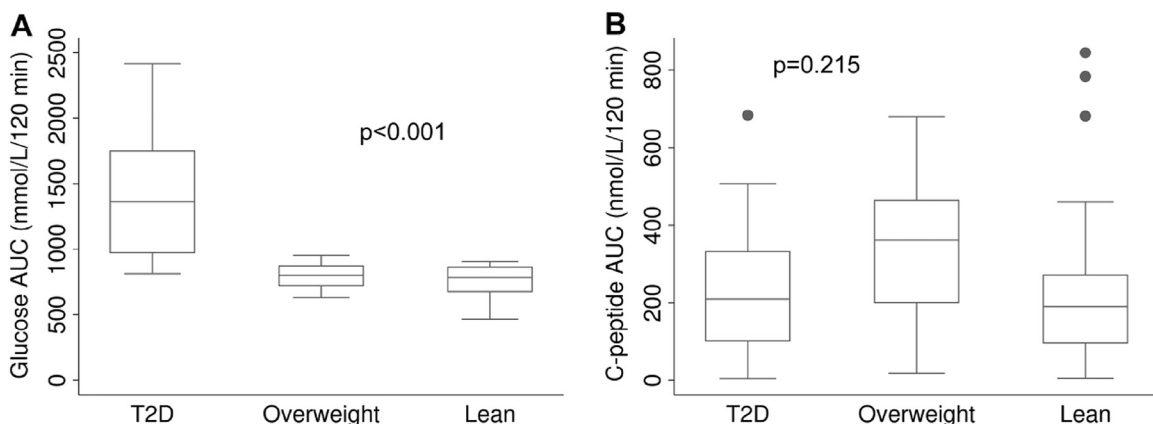 A
Glucose AUC (mmol/L/120 min)
2500
2000
1500
1000
500
0
p<0.001
T2D Overweight Lean
B
C-peptide AUC (nmol/L/120 min)
800
600
400
200
0
p=0.215
T2D Overweight Lean